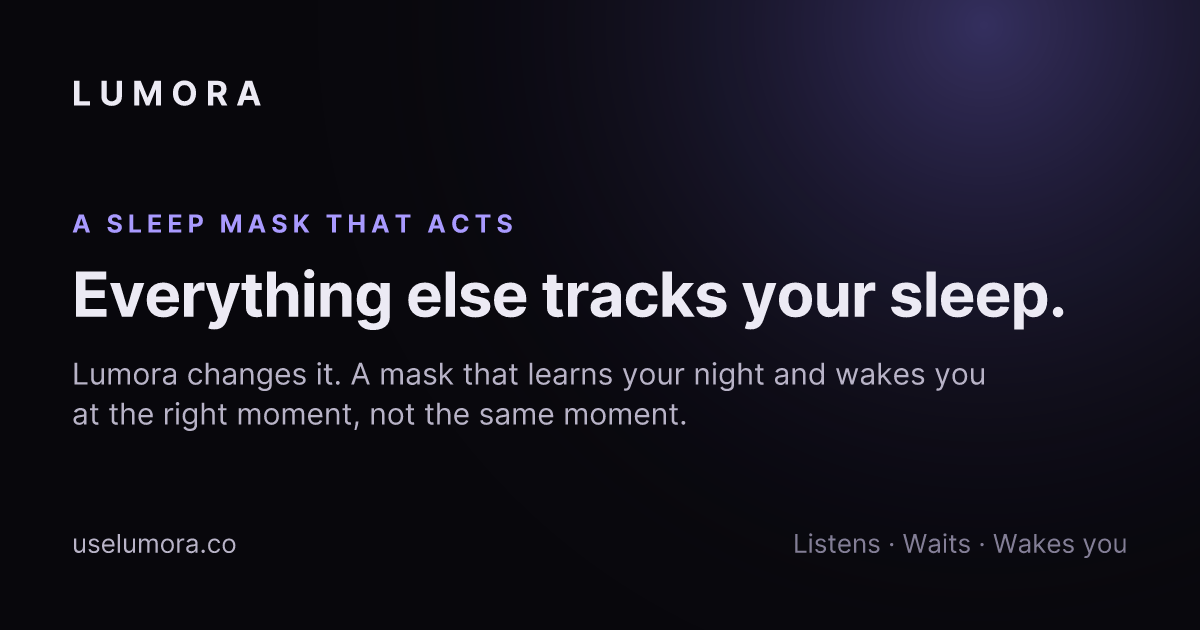 LUMORA
A SLEEP MASK THAT ACTS
Everything else tracks your sleep.
Lumora changes it. A mask that learns your night and wakes you
at the right moment, not the same moment.
uselumora.co
Listens · Waits · Wakes you